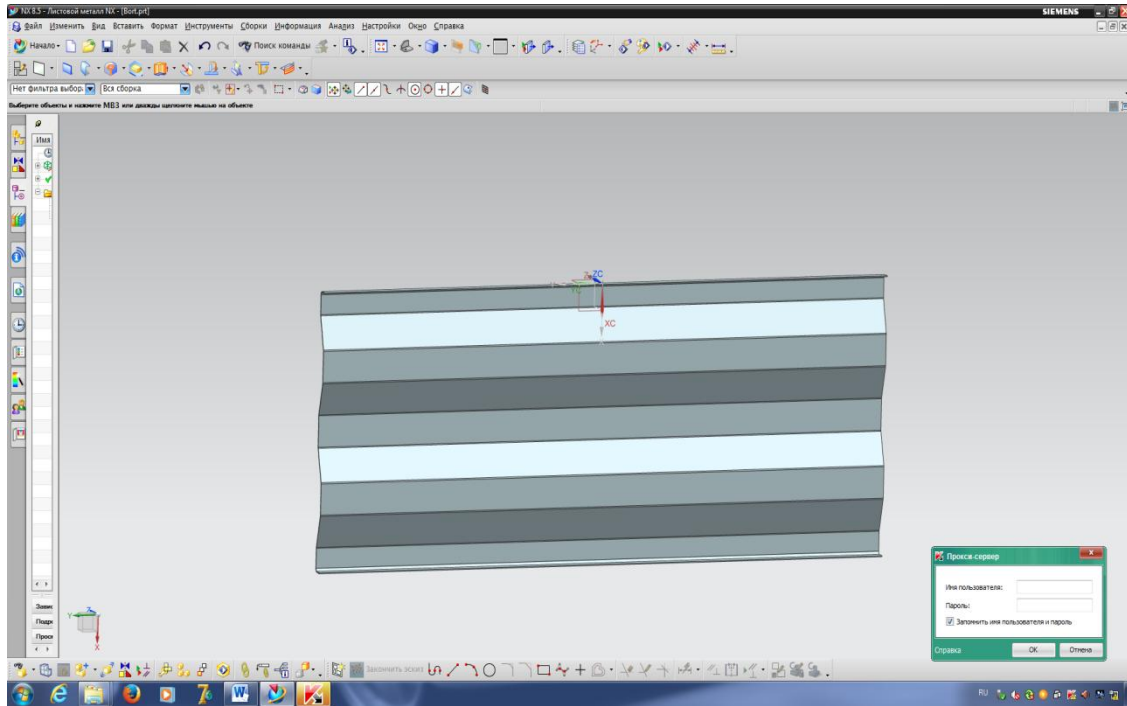 NX 8.5 - Листовой металл NX - [Bort.prt]
SIEMENS
Файл Изменить Вид Вставить Формат Инструменты Сборки Информация Анализ Настройки Окно Справка
Начало
Поиск команды
Нет фильтра выбор
Вся сборка
Выберите объекты и нажмите MB3 или дважды щелкните мышью на объекте
Имя
ZC
YC
XC
Прокси-сервер
Имя пользователя:
Пароль:
Запомнить имя пользователя и пароль
Справка
OK
Отмена
Завис
Подро
Просм
Z
Y
X
Закончить эскиз
RU